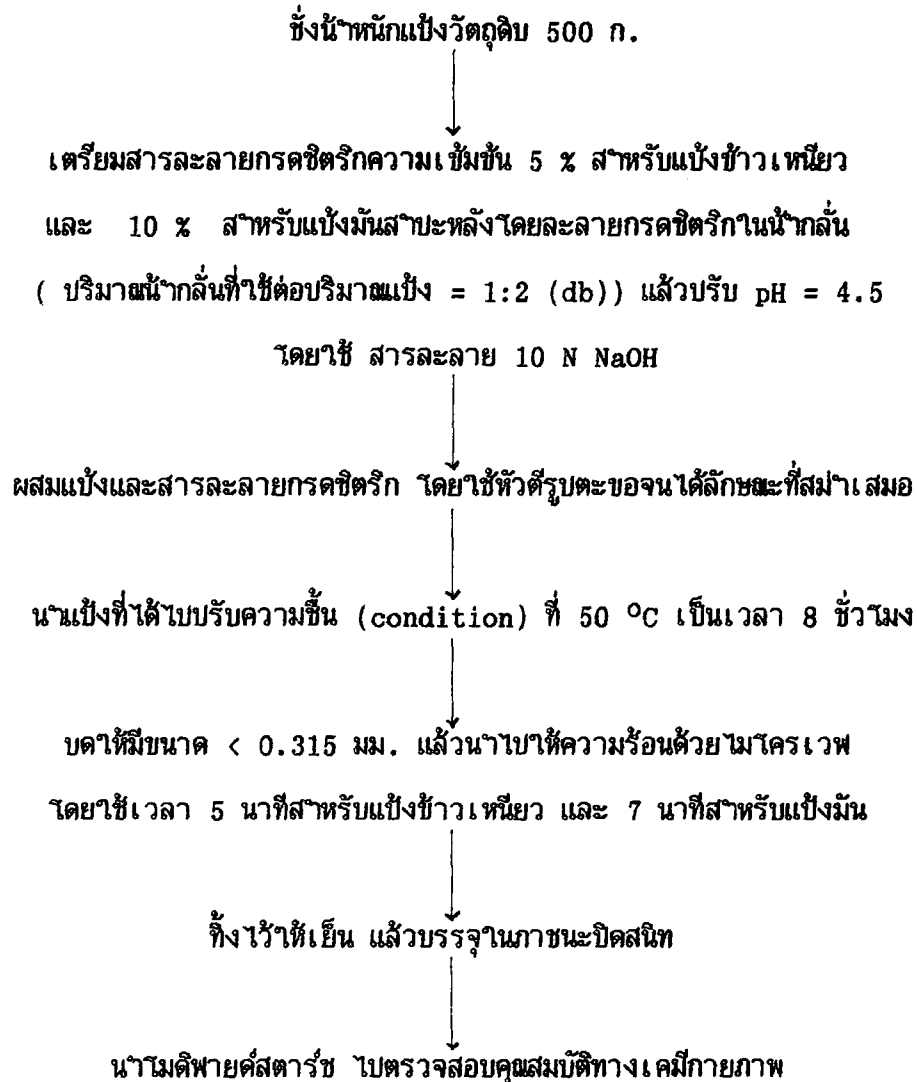 ชั่งน้ำหนักแป้งวัตถุดิบ 500 ก.
เตรียมสารละลายกรดซิตริกความเข้มข้น 5 % สำหรับแป้งข้าวเหนียว
และ 10 % สำหรับแป้งมันสำปะหลังโดยละลายกรดซิตริกในน้ำกลั่น
( ปริมาณน้ำกลั่นที่ใช้ต่อปริมาณแป้ง = 1:2 (db)) แล้วปรับ pH = 4.5
โดยใช้ สารละลาย 10 N NaOH
ผสมแป้งและสารละลายกรดซิตริก โดยใช้หัวตีรูปตะขอจนได้ลักษณะที่สม่ำเสมอ
นำแป้งที่ได้ไปปรับความชื้น (condition) ที่ 50 °C เป็นเวลา 8 ชั่วโมง
บดให้มีขนาด < 0.315 มม. แล้วนำไปให้ความร้อนด้วยไมโครเวฟ
โดยใช้เวลา 5 นาทีสำหรับแป้งข้าวเหนียว และ 7 นาทีสำหรับแป้งมัน
ทิ้งไว้ให้เย็น แล้วบรรจุในภาชนะปิดสนิท
นำโมดิฟายด์สตาร์ช ไปตรวจสอบคุณสมบัติทางเคมีกายภาพ